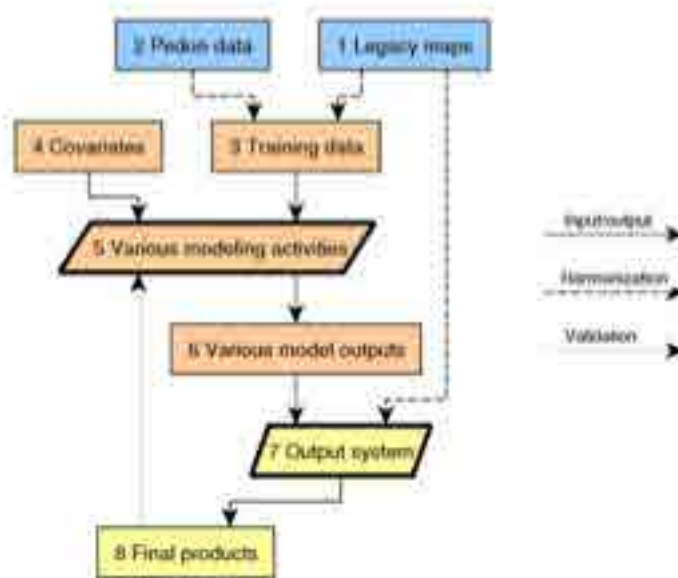 2 Pedon data
1 Legacy maps
4 Covariates
3 Training data
5 Various modeling activities
Input/output
Harmonization
Validation
6 Various model outputs
7 Output system
8 Final products